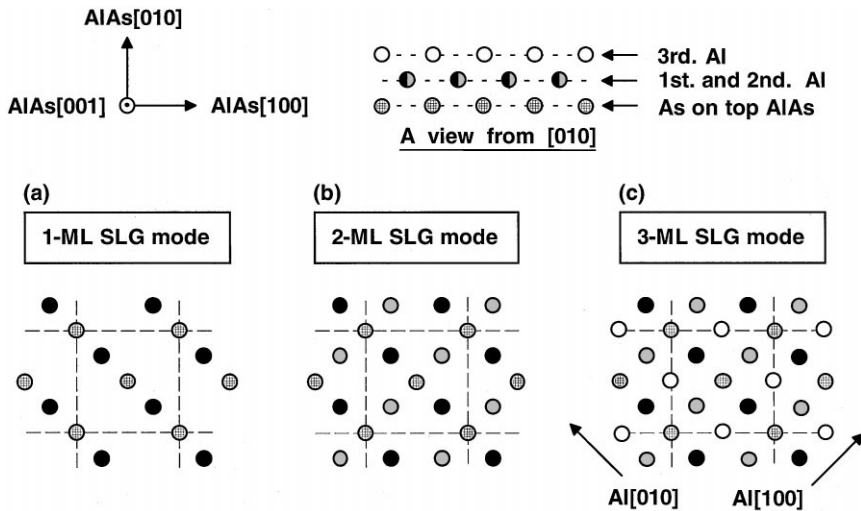 AlAs[010]
AlAs[001]
AlAs[100]
3rd. Al
1st. and 2nd. Al
As on top AlAs
A view from [010]
(a)
1-ML SLG mode
(b)
2-ML SLG mode
(c)
3-ML SLG mode
Al[010]
Al[100]